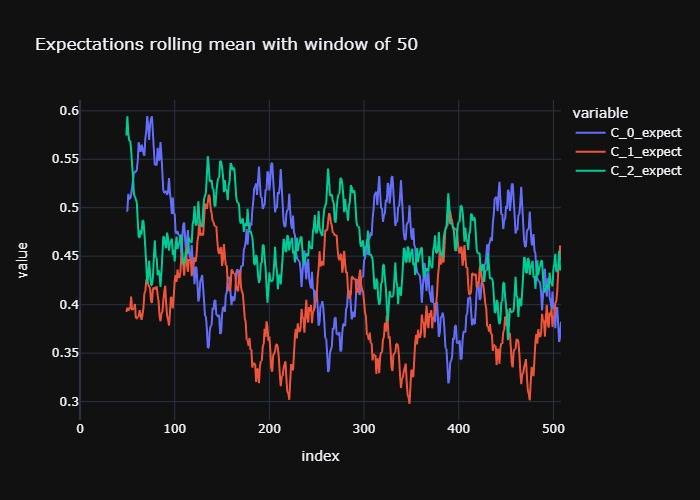 Expectations rolling mean with window of 50
variable
C_0_expect
C_1_expect
C_2_expect
value
0.6
0.55
0.5
0.45
0.4
0.35
0.3
0
100
200
300
400
500
index